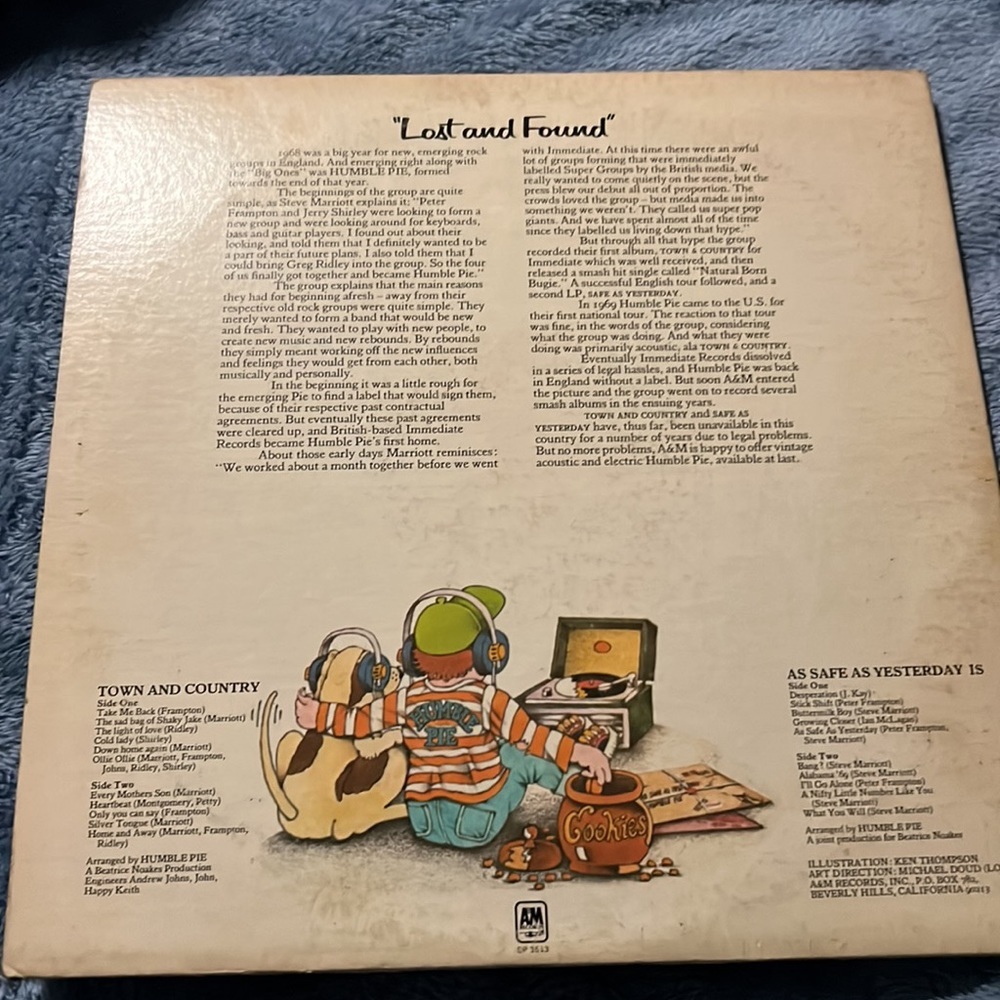 "Lost and Found"
1968 was a big year for new, emerging rock
groups in England. And emerging right along with
the "Big Ones" was HUMBLE PIE, formed
towards the end of that year.
The beginnings of the group are quite
simple, as Steve Marriott explains it: "Peter
Frampton and Jerry Shirley were looking to form a
new group and were looking around for keyboards,
bass and guitar players. I found out about their
looking, and told them that I definitely wanted to be
a part of their future plans. I also told them that I
could bring Greg Ridley into the group. So the four
of us finally got together and became Humble Pie."
The group explains that the main reasons
they had for beginning afresh – away from their
respective old rock groups were quite simple. They
merely wanted to form a band that would be new
and fresh. They wanted to play with new people, to
create new music and new rebounds. By rebounds
they simply meant working off the new influences
and feelings they would get from each other, both
musically and personally.
In the beginning it was a little rough for
the emerging Pie to find a label that would sign them,
because of their respective past contractual
agreements. But eventually these past agreements
were cleared up, and British-based Immediate
Records became Humble Pie's first home.
About those early days Marriott reminisces:
"We worked about a month together before we went
with Immediate. At this time there were an awful
lot of groups forming that were immediately
labelled Super Groups by the British media. We
really wanted to come quietly on the scene, but the
press blew our debut all out of proportion. The
crowds loved the group – but media made us into
something we weren't. They called us super pop
giants. And we have spent almost all of the time
since they labelled us living down that hype."
But through all that hype the group
recorded their first album, TOWN & COUNTRY for
Immediate which was well received, and then
released a smash hit single called "Natural Born
Bugie." A successful English tour followed, and a
second LP, SAFE AS YESTERDAY.
In 1969 Humble Pie came to the U.S. for
their first national tour. The reaction to that tour
was fine, in the words of the group, considering
what the group was doing. And what they were
doing was primarily acoustic, ala TOWN & COUNTRY.
Eventually Immediate Records dissolved
in a series of legal hassles, and Humble Pie was back
in England without a label. But soon A&M entered
the picture and the group went on to record several
smash albums in the ensuing years.
TOWN AND COUNTRY and SAFE AS
YESTERDAY have, thus far, been unavailable in this
country for a number of years due to legal problems.
But no more problems, A&M is happy to offer vintage
acoustic and electric Humble Pie, available at last.
HUMBLE
PIE
Cookies
TOWN AND COUNTRY
Side One
Take Me Back (Frampton)
The sad bag of Shaky Jake (Marriott)
The light of love (Ridley)
Cold lady (Shirley)
Down home again (Marriott)
Ollie Ollie (Marriott, Frampton,
Johns, Ridley, Shirley)
Side Two
Every Mothers Son (Marriott)
Heartbeat (Montgomery, Petty)
Only you can say (Frampton)
Silver Tongue (Marriott)
Home and Away (Marriott, Frampton,
Ridley)
Arranged by HUMBLE PIE
A Beatrice Noakes Production
Engineers Andrew Johns, John,
Happy Keith
AS SAFE AS YESTERDAY IS
Side One
Desperation (J. Kay)
Stick Shift (Peter Frampton)
Buttermilk Boy (Steve Marriott)
Growing Closer (Ian McLagan)
As Safe As Yesterday (Peter Frampton,
Steve Marriott)
Side Two
Bang? (Steve Marriott)
Alabama '69 (Steve Marriott)
I'll Go Alone (Peter Frampton)
A Nifty Little Number Like You
(Steve Marriott)
What You Will (Steve Marriott)
Arranged by HUMBLE PIE
A joint production for Beatrice Noakes
ILLUSTRATION: KEN THOMPSON
ART DIRECTION: MICHAEL DOUD (LO
A&M RECORDS, INC., P.O. BOX 782,
BEVERLY HILLS, CALIFORNIA 90213
A&M
RECORDS
SP 3513